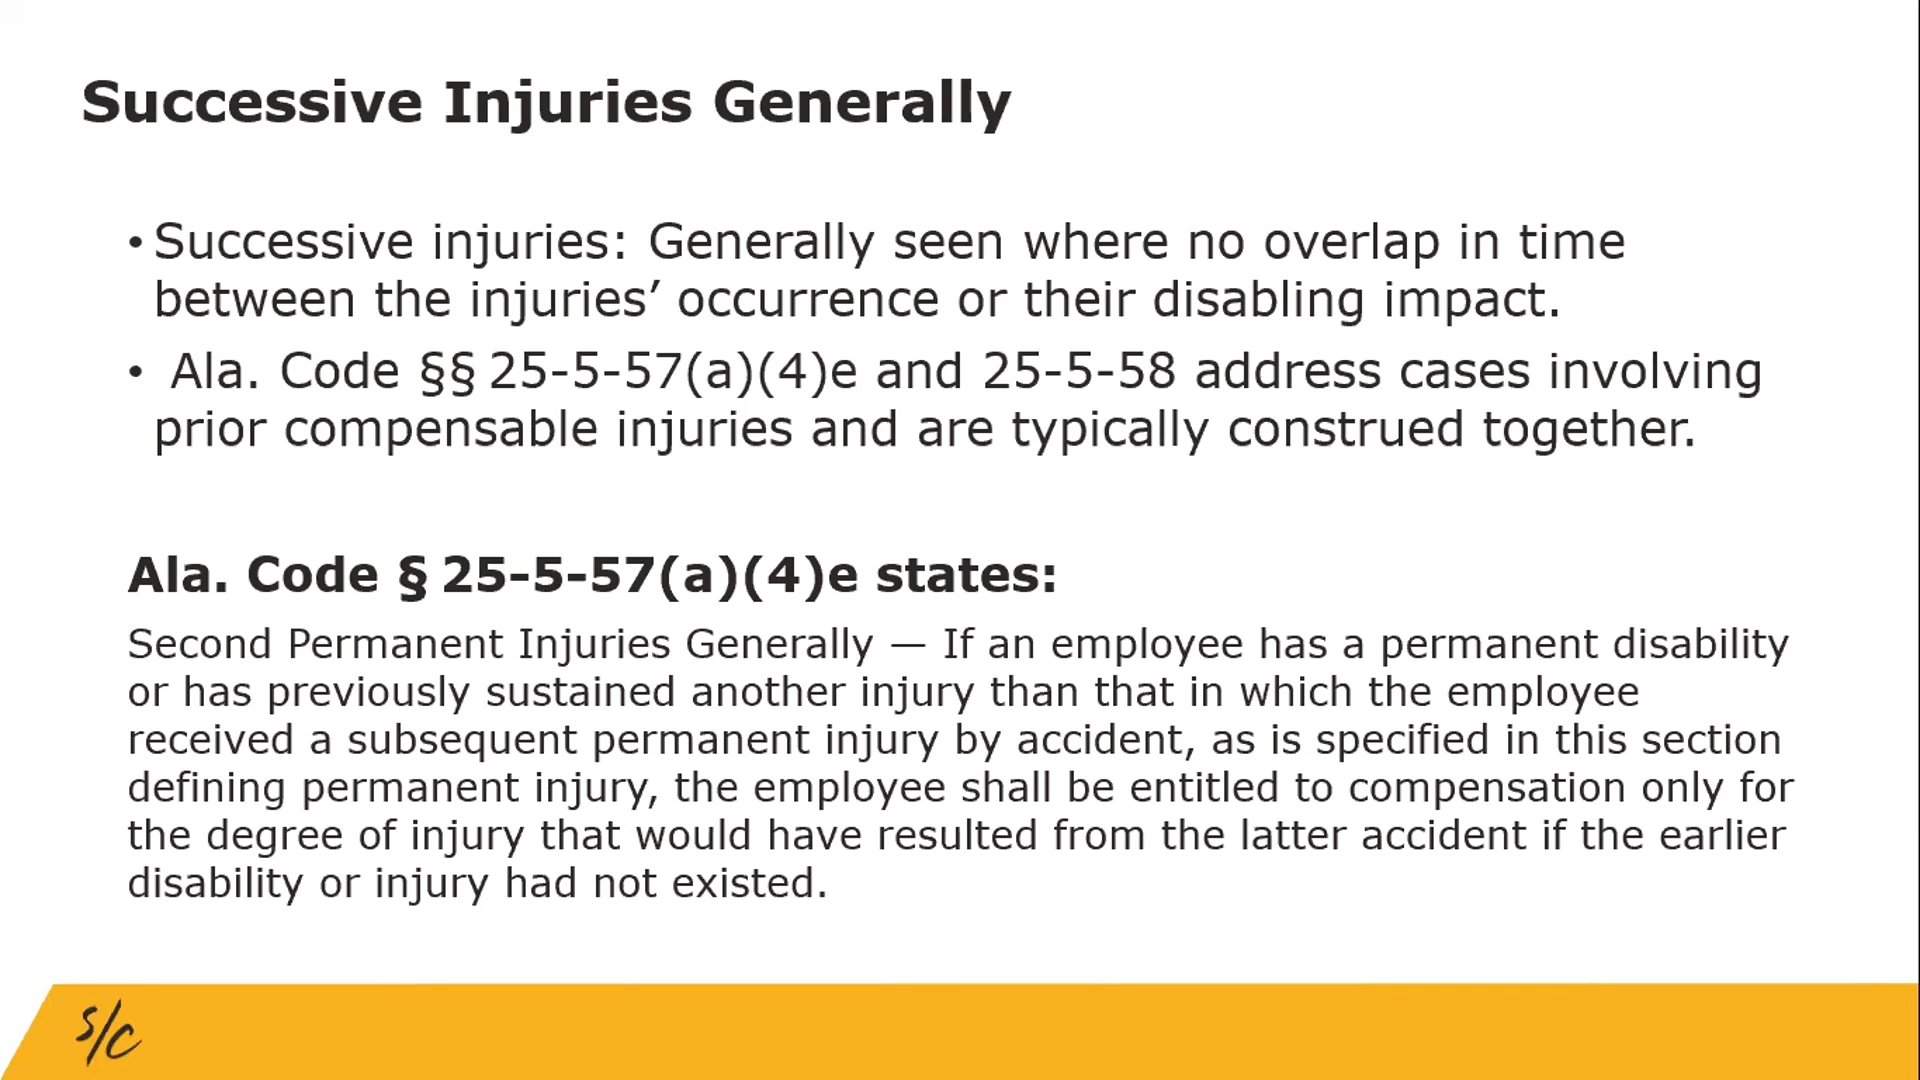 Successive Injuries Generally
• Successive injuries: Generally seen where no overlap in time
between the injuries’ occurrence or their disabling impact.
• Ala. Code §§ 25-5-57(a)(4)e and 25-5-58 address cases involving
prior compensable injuries and are typically construed together.
Ala. Code § 25-5-57(a)(4)e states:
Second Permanent Injuries Generally — If an employee has a permanent disability
or has previously sustained another injury than that in which the employee
received a subsequent permanent injury by accident, as is specified in this section
defining permanent injury, the employee shall be entitled to compensation only for
the degree of injury that would have resulted from the latter accident if the earlier
disability or injury had not existed.
s/c